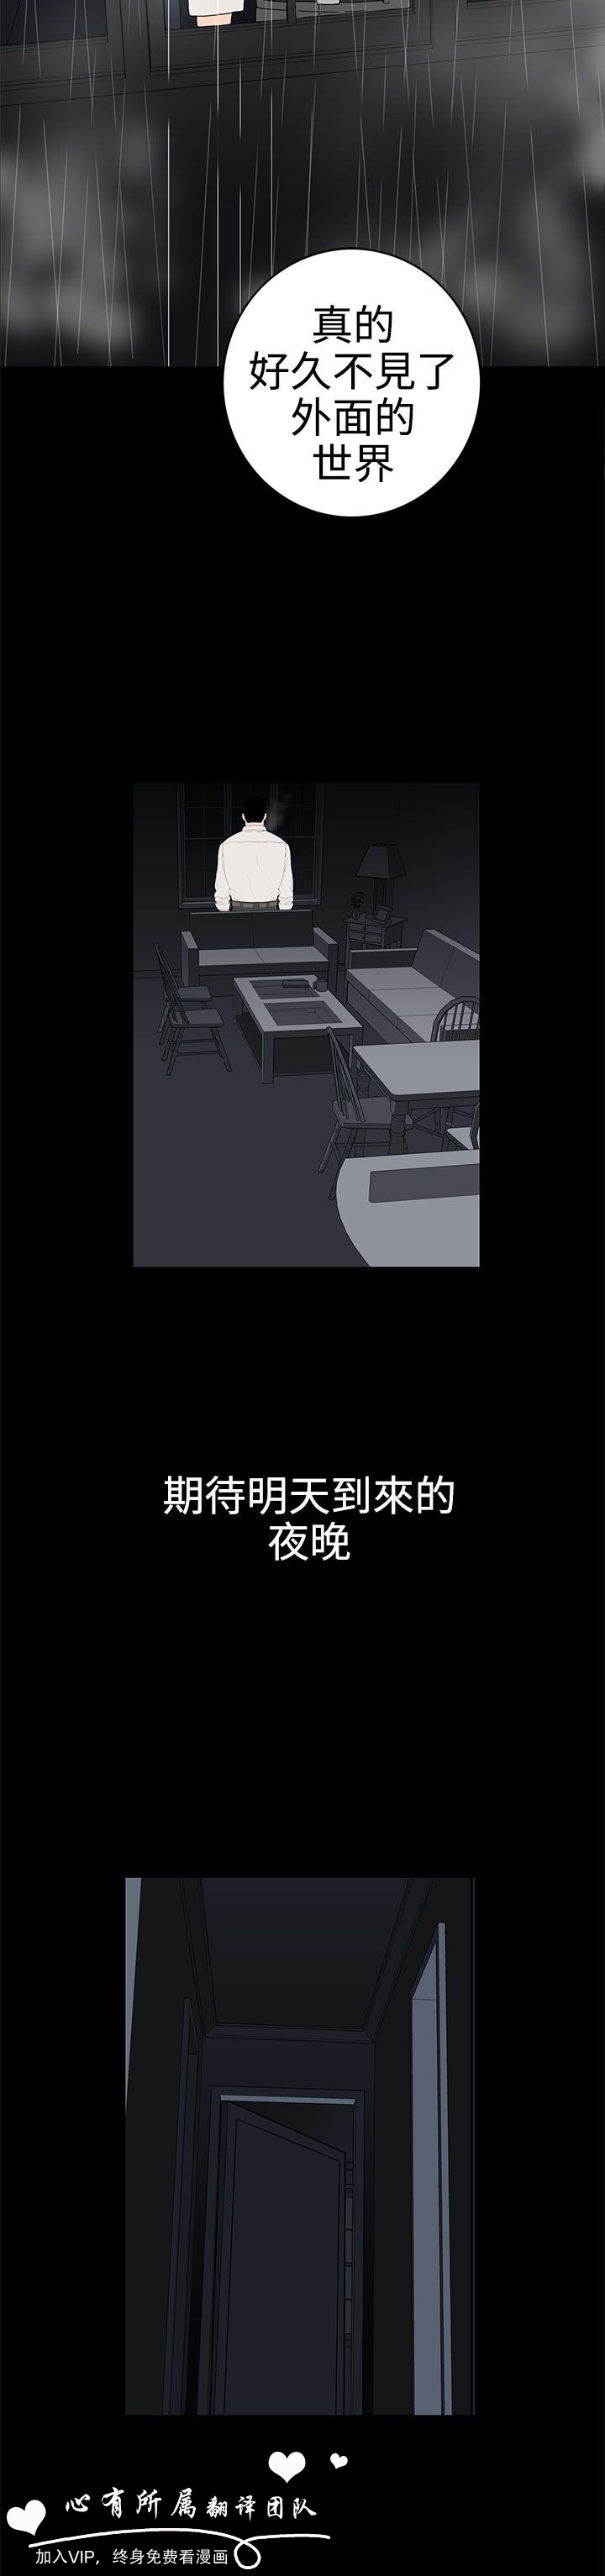 真的
好久不見了
外面的
世界
期待明天到來的
夜晚
心有所属翻译团队
加入VIP，终身免费看漫画